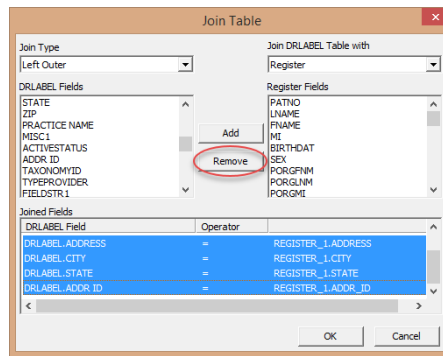 Join Table
×
Join Type
Join DRLABEL Table with
Left Outer
Register
DRLABEL Fields
Register Fields
STATE
ZIP
PRACTICE NAME
MISC1
ACTIVESTATUS
ADDR ID
TAXONOMYID
TYPEPROVIDER
FIELDSTR1
Add
Remove
PATNO
LNAME
FNAME
MI
BIRTHDAT
SEX
PORGFNM
PORGLNM
PORGMI
Joined Fields
DRLABEL Field Operator
DRLABEL.ADDRESS = REGISTER_1.ADDRESS
DRLABEL.CITY = REGISTER_1.CITY
DRLABEL.STATE = REGISTER_1.STATE
DRLABEL.ADDR ID = REGISTER_1.ADDR_ID
OK Cancel